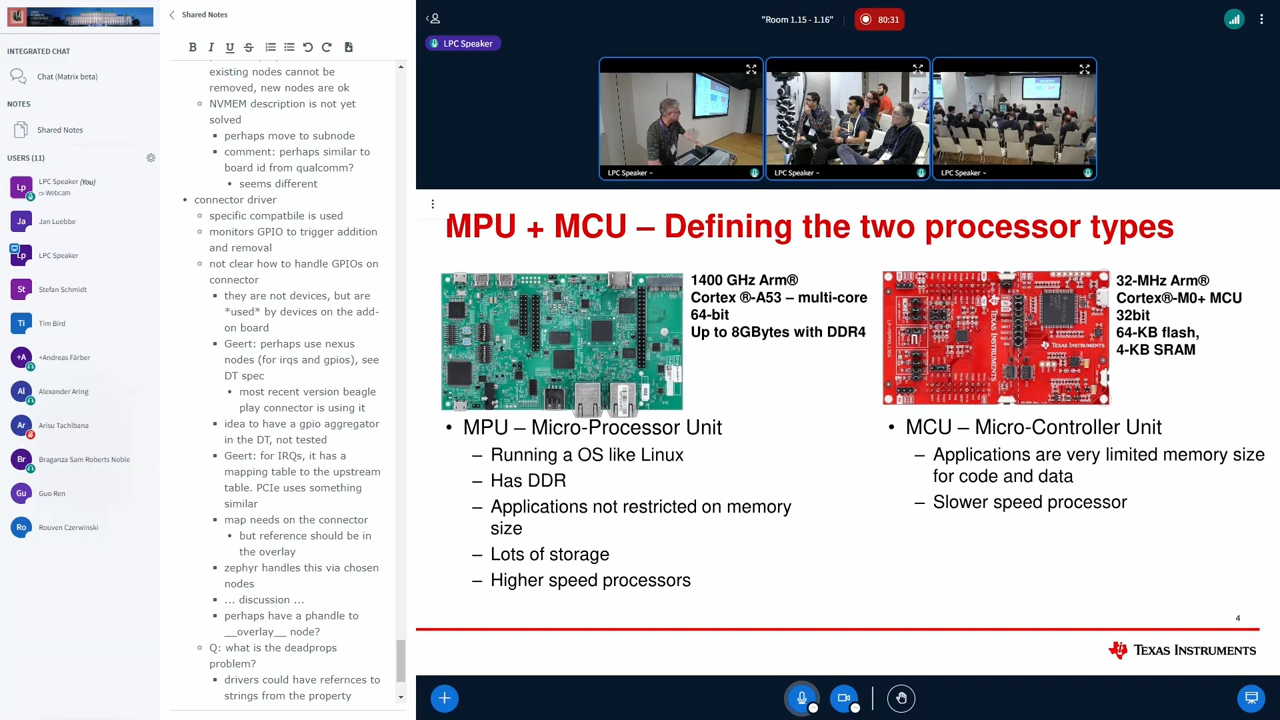 Shared Notes
"Room 1.15 - 1.16"
80:31
LPC Speaker
INTEGRATED CHAT
Chat (Matrix beta)
NOTES
Shared Notes
USERS (11)
Lp
LPC Speaker (You)
Webcam
Ja
Jan Luebbe
Lp
LPC Speaker
St
Stefan Schmidt
Ti
Tim Bird
+A
+Andreas Färber
Al
Alexander Aring
Ar
Arisu Tachibana
Br
Braganza Sam Roberts Noble
Gu
Guo Ren
Ro
Rouven Czerwinski
B I U S
existing nodes cannot be
removed, new nodes are ok
NVMEM description is not yet
solved
perhaps move to subnode
comment: perhaps similar to
board id from qualcomm?
seems different
connector driver
specific compatbile is used
monitors GPIO to trigger addition
and removal
not clear how to handle GPIOs on
connector
they are not devices, but are
*used* by devices on the add-
on board
Geert: perhaps use nexus
nodes (for irqs and gpios), see
DT spec
most recent version beagle
play connector is using it
idea to have a gpio aggregator
in the DT, not tested
Geert: for IRQs, it has a
mapping table to the upstream
table. PCIe uses something
similar
map needs on the connector
but reference should be in
the overlay
zephyr handles this via chosen
nodes
... discussion ...
perhaps have a phandle to
__overlay__ node?
Q: what is the deadprops
problem?
drivers could have refernces to
strings from the property
LPC Speaker
LPC Speaker
LPC Speaker
MPU + MCU – Defining the two processor types
1400 GHz Arm®
Cortex ®-A53 – multi-core
64-bit
Up to 8GBytes with DDR4
• MPU – Micro-Processor Unit
– Running a OS like Linux
– Has DDR
– Applications not restricted on memory
size
– Lots of storage
– Higher speed processors
TEXAS INSTRUMENTS
32-MHz Arm®
Cortex®-M0+ MCU
32bit
64-KB flash,
4-KB SRAM
• MCU – Micro-Controller Unit
– Applications are very limited memory size
for code and data
– Slower speed processor
4
TEXAS INSTRUMENTS